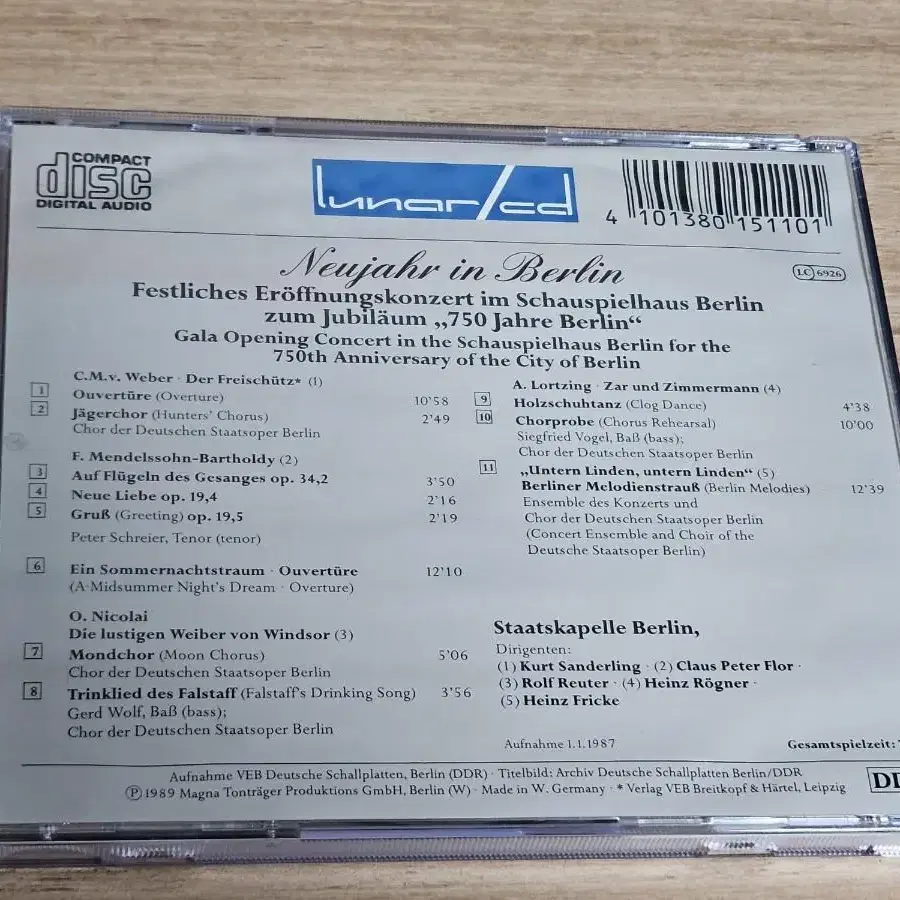 COMPACT
disc
DIGITAL AUDIO
lunar/cd
4 101380 151101
Neujahr in Berlin
LC 6926
Festliches Eröffnungskonzert im Schauspielhaus Berlin
zum Jubiläum „750 Jahre Berlin“
Gala Opening Concert in the Schauspielhaus Berlin for the
750th Anniversary of the City of Berlin
C.M.v. Weber · Der Freischütz* (1)
1 Ouvertüre (Overture) 10'58
2 Jägerchor (Hunters' Chorus) 2'49
Chor der Deutschen Staatsoper Berlin
F. Mendelssohn-Bartholdy (2)
3 Auf Flügeln des Gesanges op. 34,2 3'50
4 Neue Liebe op. 19,4 2'16
5 Gruß (Greeting) op. 19,5 2'19
Peter Schreier, Tenor (tenor)
6 Ein Sommernachtstraum · Ouvertüre 12'10
(A Midsummer Night's Dream · Overture)
O. Nicolai
Die lustigen Weiber von Windsor (3)
7 Mondchor (Moon Chorus) 5'06
Chor der Deutschen Staatsoper Berlin
8 Trinklied des Falstaff (Falstaff's Drinking Song) 3'56
Gerd Wolf, Baß (bass);
Chor der Deutschen Staatsoper Berlin
A. Lortzing · Zar und Zimmermann (4)
9 Holzschuhtanz (Clog Dance) 4'38
10 Chorprobe (Chorus Rehearsal) 10'00
Siegfried Vogel, Baß (bass);
Chor der Deutschen Staatsoper Berlin
11 „Untern Linden, untern Linden“ (5)
Berliner Melodienstrauß (Berlin Melodies) 12'39
Ensemble des Konzerts und
Chor der Deutschen Staatsoper Berlin
(Concert Ensemble and Choir of the
Deutsche Staatsoper Berlin)
Staatskapelle Berlin,
Dirigenten:
(1) Kurt Sanderling · (2) Claus Peter Flor ·
(3) Rolf Reuter · (4) Heinz Rögner ·
(5) Heinz Fricke
Aufnahme 1.1.1987 Gesamtspielzeit:
Aufnahme VEB Deutsche Schallplatten, Berlin (DDR) · Titelbild: Archiv Deutsche Schallplatten Berlin/DDR
Ⓟ 1989 Magna Tonträger Produktions GmbH, Berlin (W) · Made in W. Germany · * Verlag VEB Breitkopf & Härtel, Leipzig